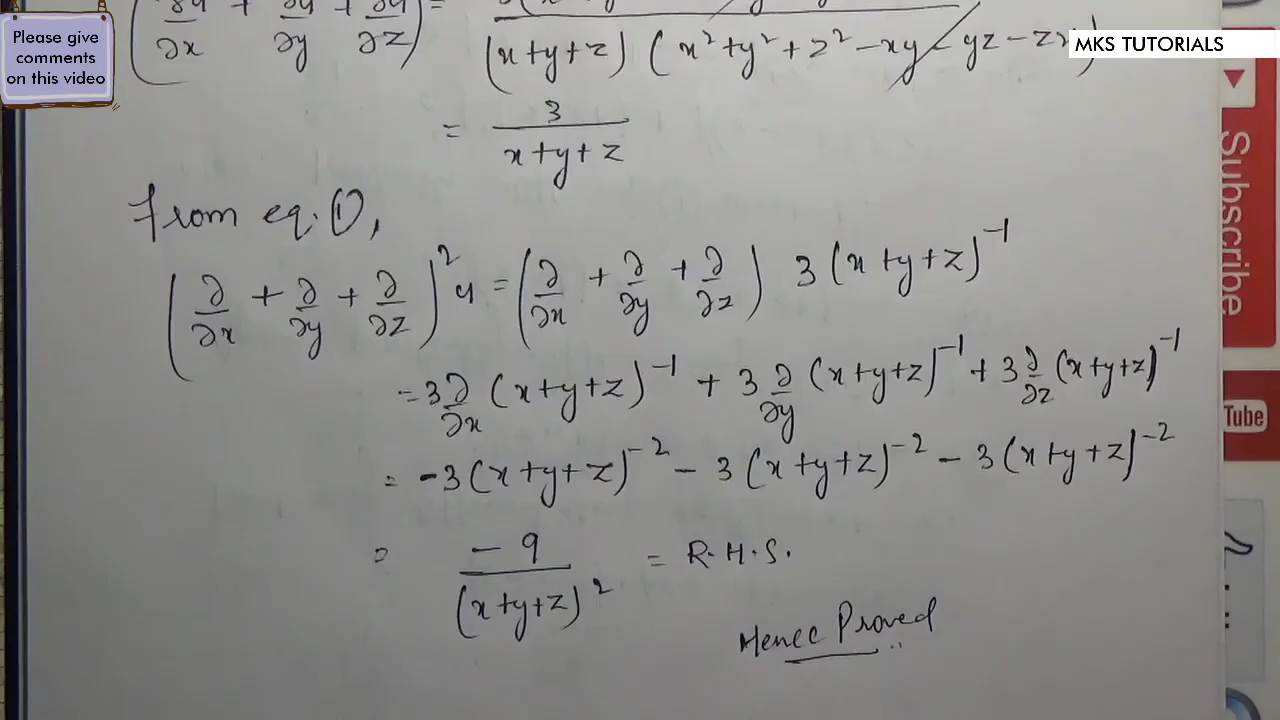 Please give
comments
on this video
MKS TUTORIALS
∂x ∂y ∂z (x+y+z) (x²+y²+z²-xy-yz-zx)
= 3/(x+y+z)
From eq. ①,
(∂/∂x + ∂/∂y + ∂/∂z)² u = (∂/∂x + ∂/∂y + ∂/∂z) 3(x+y+z)⁻¹
= 3 ∂/∂x (x+y+z)⁻¹ + 3 ∂/∂y (x+y+z)⁻¹ + 3 ∂/∂z (x+y+z)⁻¹
= -3(x+y+z)⁻² - 3(x+y+z)⁻² - 3(x+y+z)⁻²
= -9/(x+y+z)² = R.H.S.
Hence Proved
Subscribe
Tube